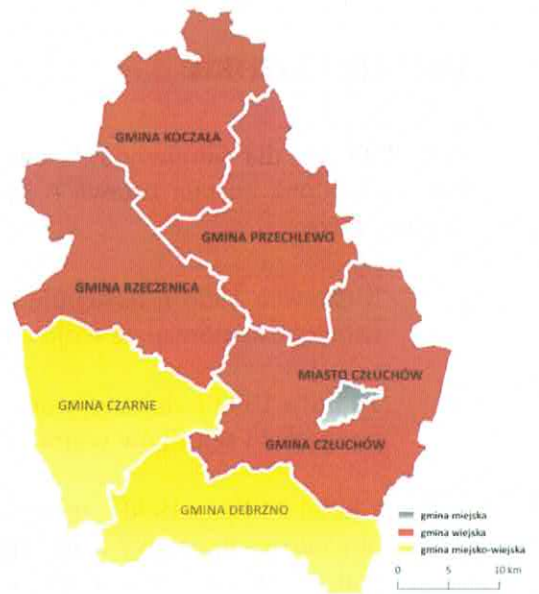 GMINA KOCZAŁA
GMINA PRZECHLEWO
GMINA RZECZENICA
MIASTO CZŁUCHÓW
GMINA CZARNE
GMINA CZŁUCHÓW
GMINA DEBRZNO
gmina miejska
gmina wiejska
gmina miejsko-wiejska
0 5 10 km